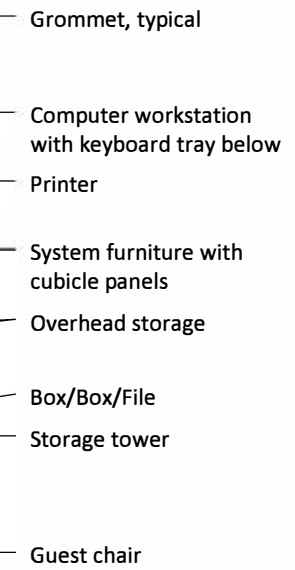 Grommet, typical
Computer workstation
with keyboard tray below
Printer
System furniture with
cubicle panels
Overhead storage
Box/Box/File
Storage tower
Guest chair